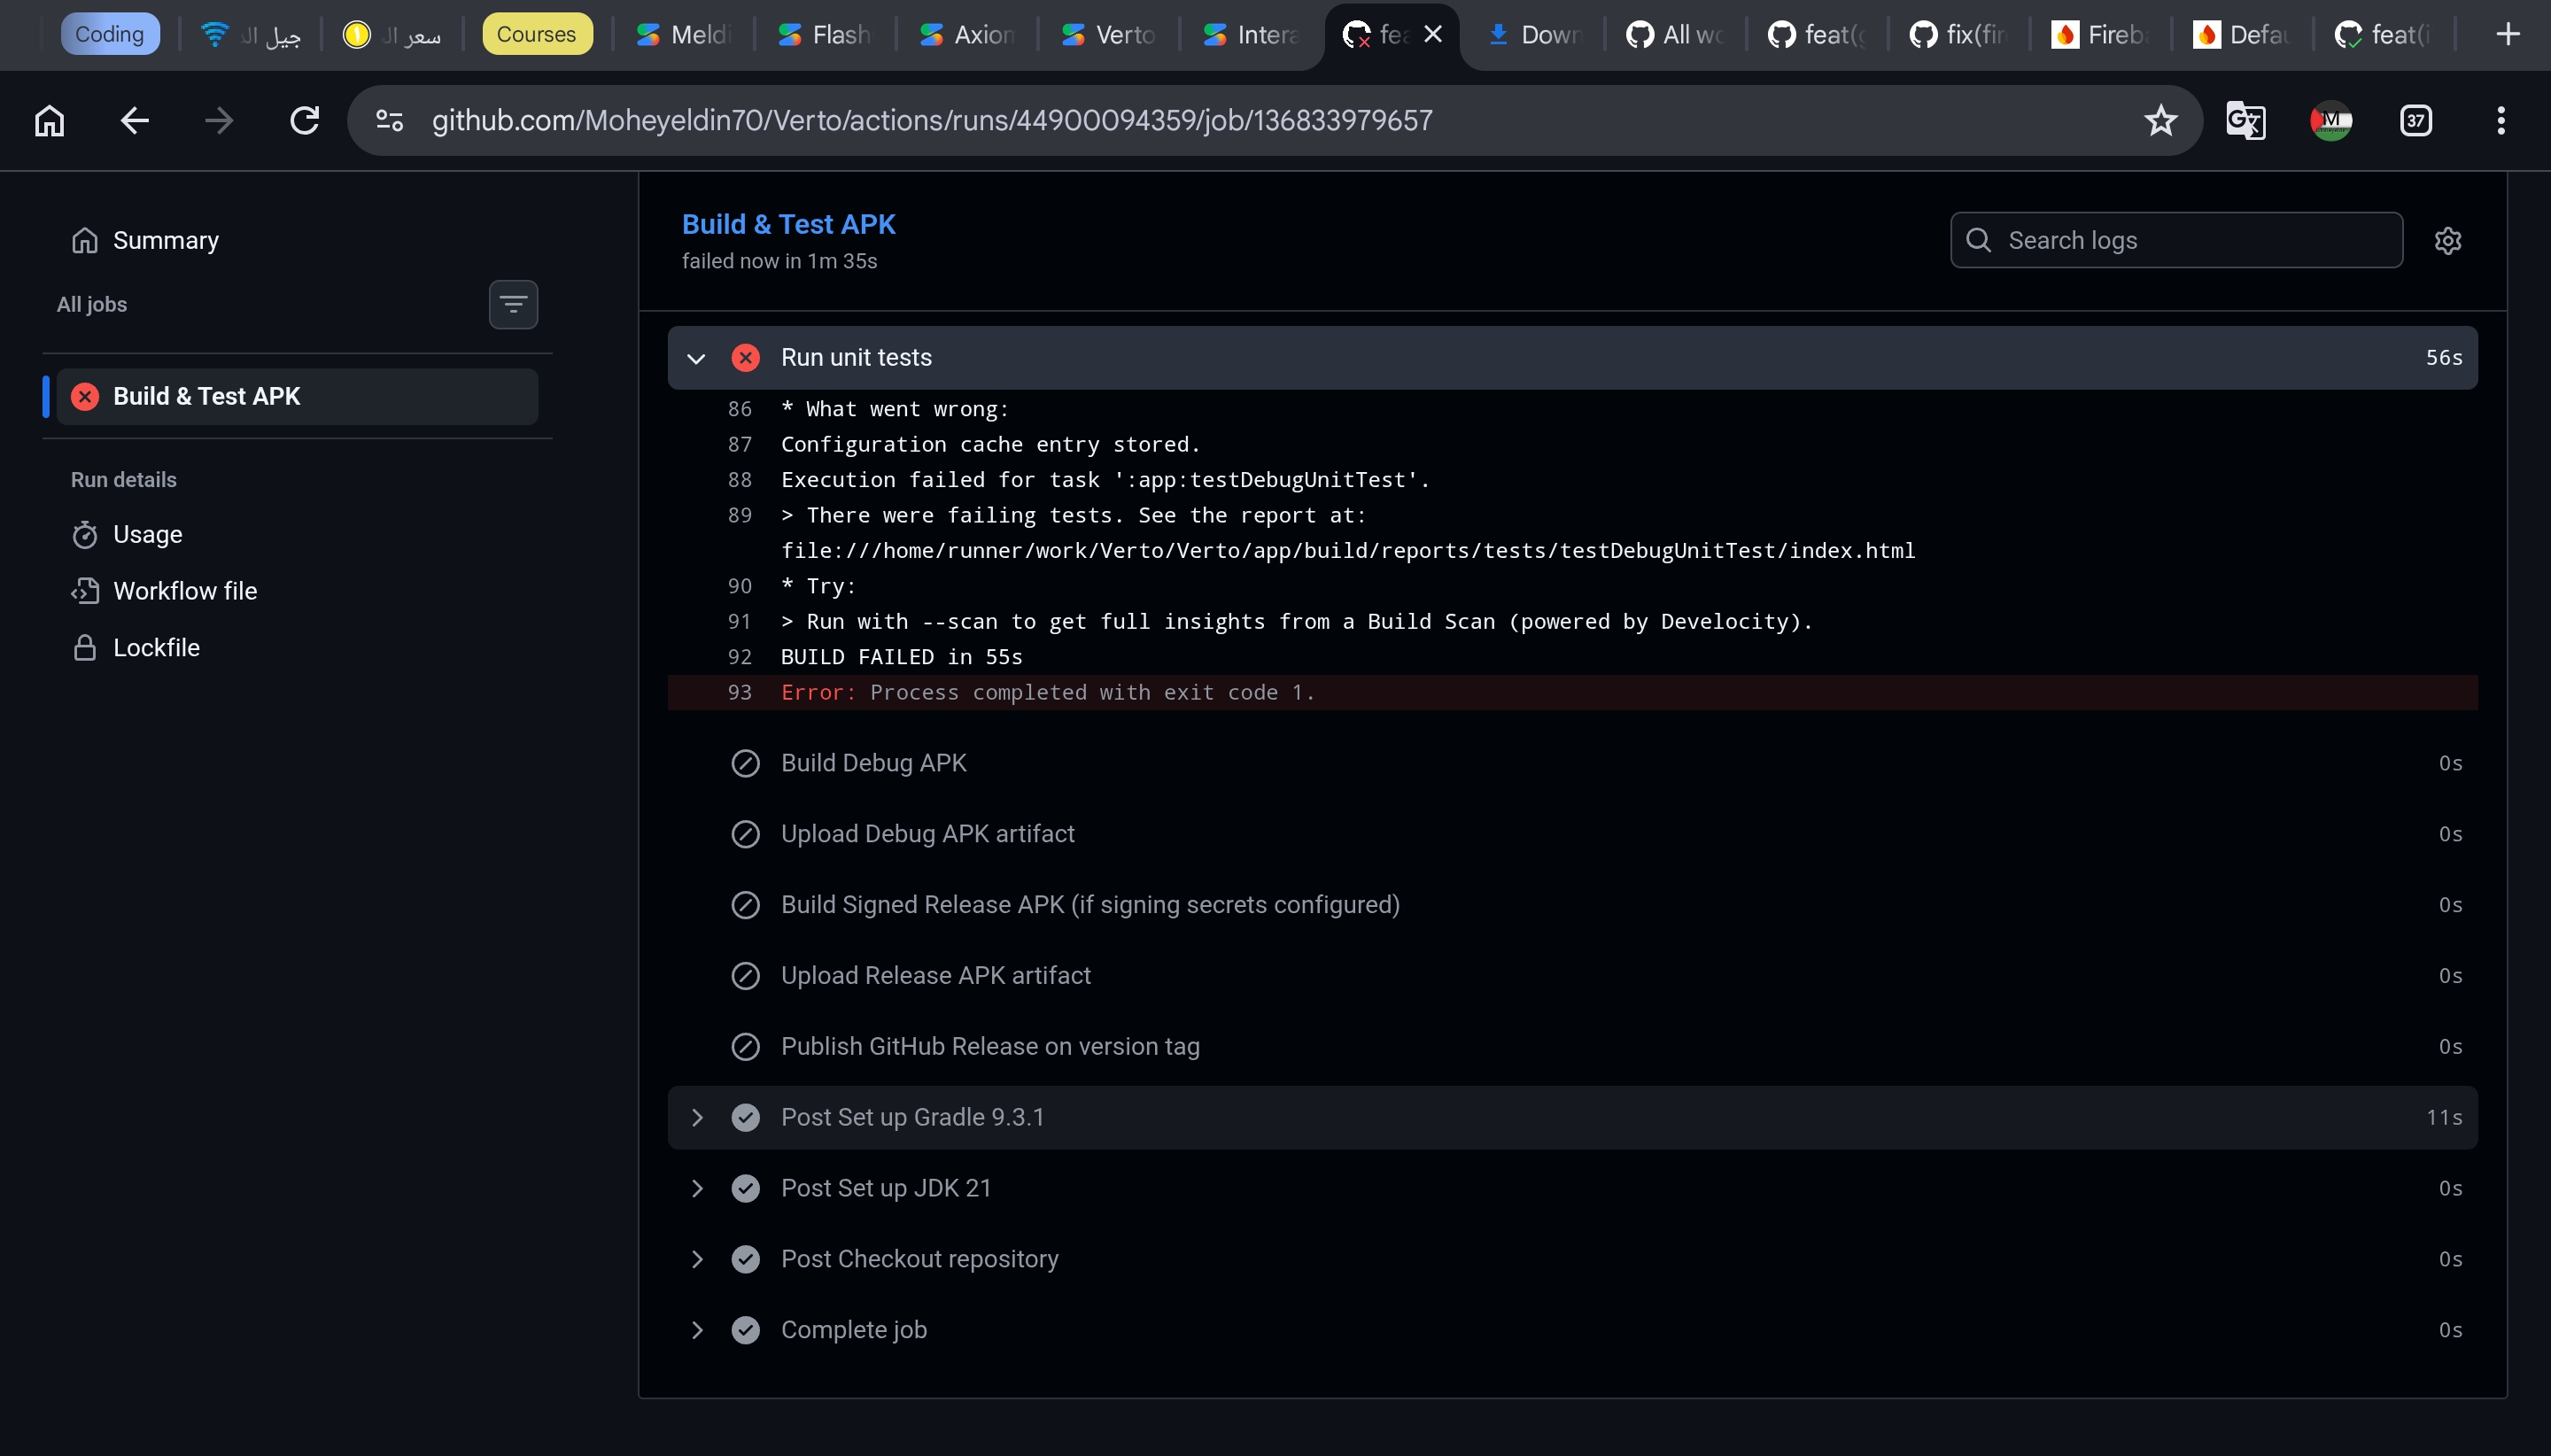 Coding
جيل الـ
سعر الـ
Courses
Meldi
Flash
Axion
Verto
Intera
fea
Down
All wo
feat(g
fix(fir
Fireba
Defau
feat(i
github.com/Moheyeldin70/Verto/actions/runs/44900094359/job/136833979657
M
37
Summary
All jobs
Build & Test APK
Run details
Usage
Workflow file
Lockfile
Build & Test APK
failed now in 1m 35s
Search logs
Run unit tests 56s
86 * What went wrong:
87 Configuration cache entry stored.
88 Execution failed for task ':app:testDebugUnitTest'.
89 > There were failing tests. See the report at:
file:///home/runner/work/Verto/Verto/app/build/reports/tests/testDebugUnitTest/index.html
90 * Try:
91 > Run with --scan to get full insights from a Build Scan (powered by Develocity).
92 BUILD FAILED in 55s
93 Error: Process completed with exit code 1.
Build Debug APK 0s
Upload Debug APK artifact 0s
Build Signed Release APK (if signing secrets configured) 0s
Upload Release APK artifact 0s
Publish GitHub Release on version tag 0s
Post Set up Gradle 9.3.1 11s
Post Set up JDK 21 0s
Post Checkout repository 0s
Complete job 0s